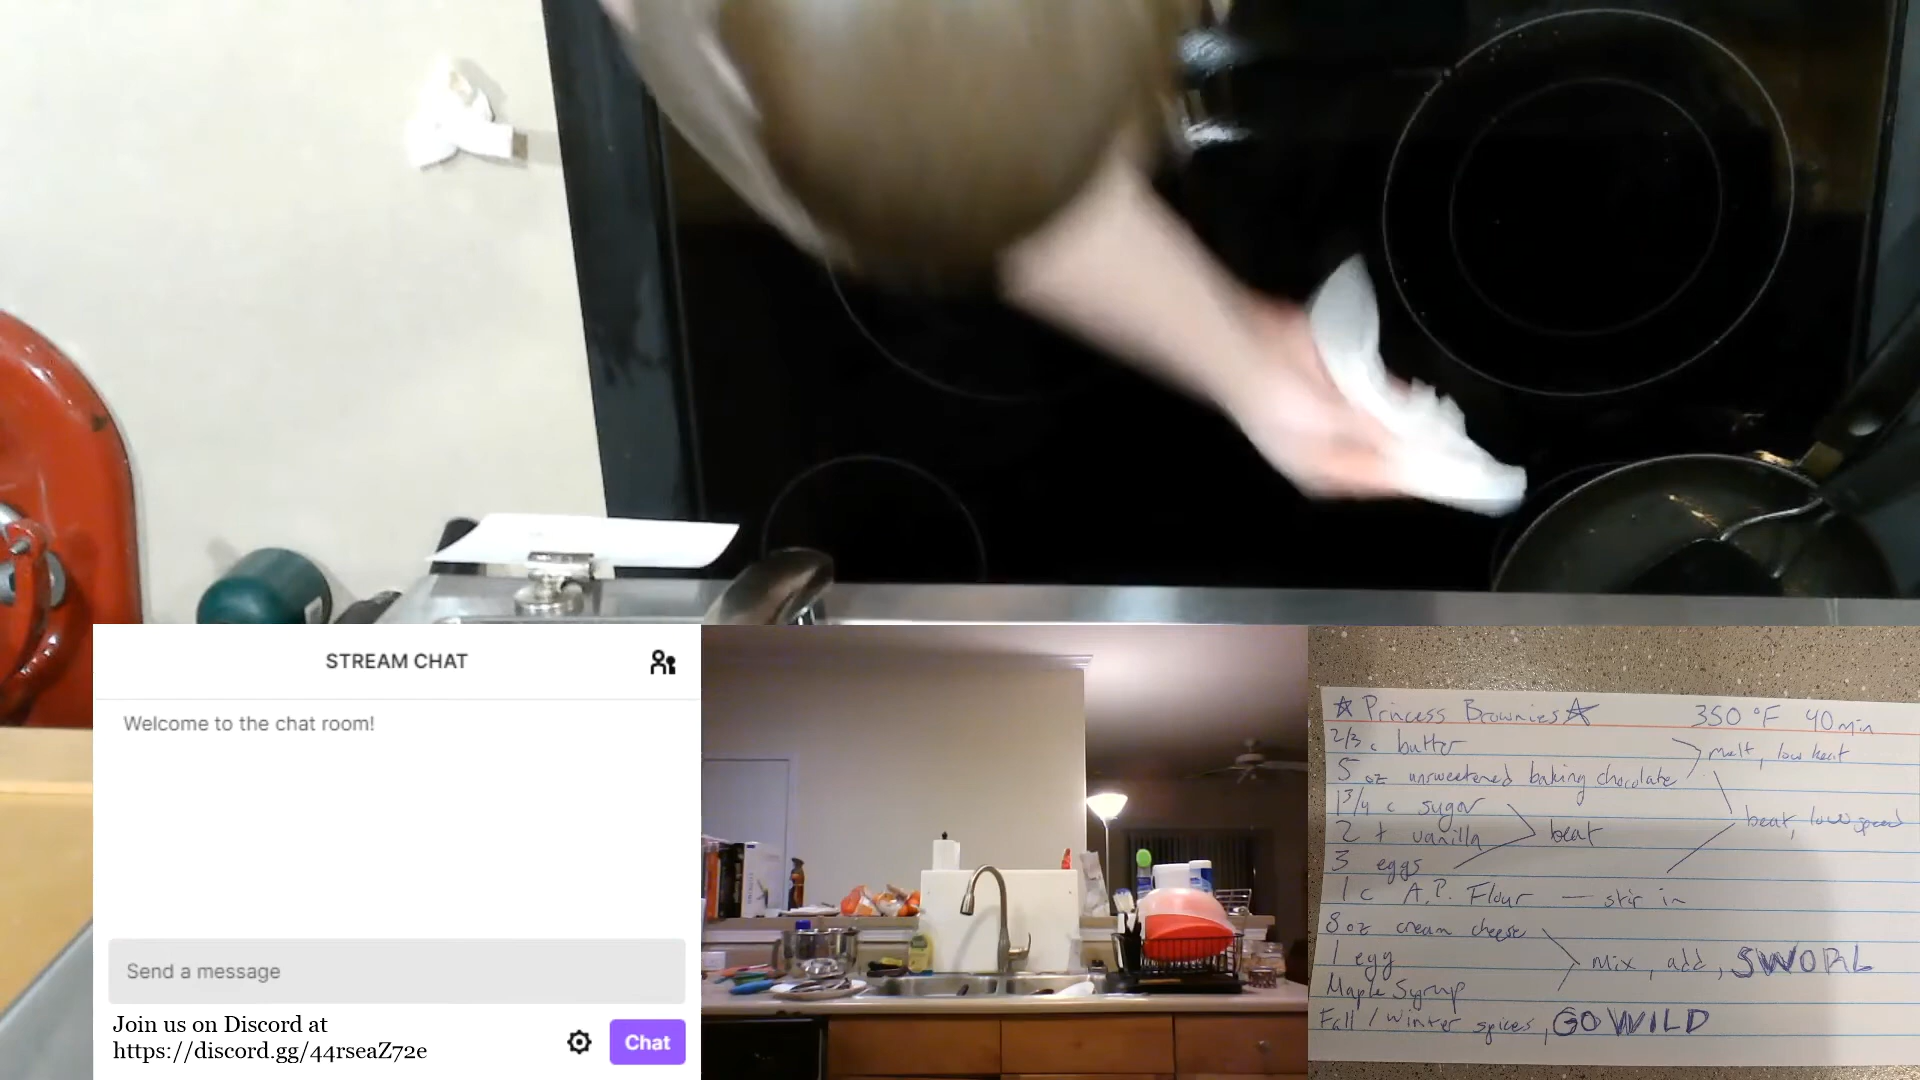 STREAM CHAT
Welcome to the chat room!
Send a message
Join us on Discord at
https://discord.gg/44rseaZ72e
Chat
☆ Princess Brownies ☆ 350 °F 40 min
2/3 c butter
melt, low heat
5 oz unsweetened baking chocolate
1 3/4 c sugar
beat, low speed
2 t vanilla
beat
3 eggs
1 c A.P. Flour — stir in
8 oz cream cheese
1 egg
mix, add, SWORL
Maple Syrup
Fall / Winter spices, GO WILD